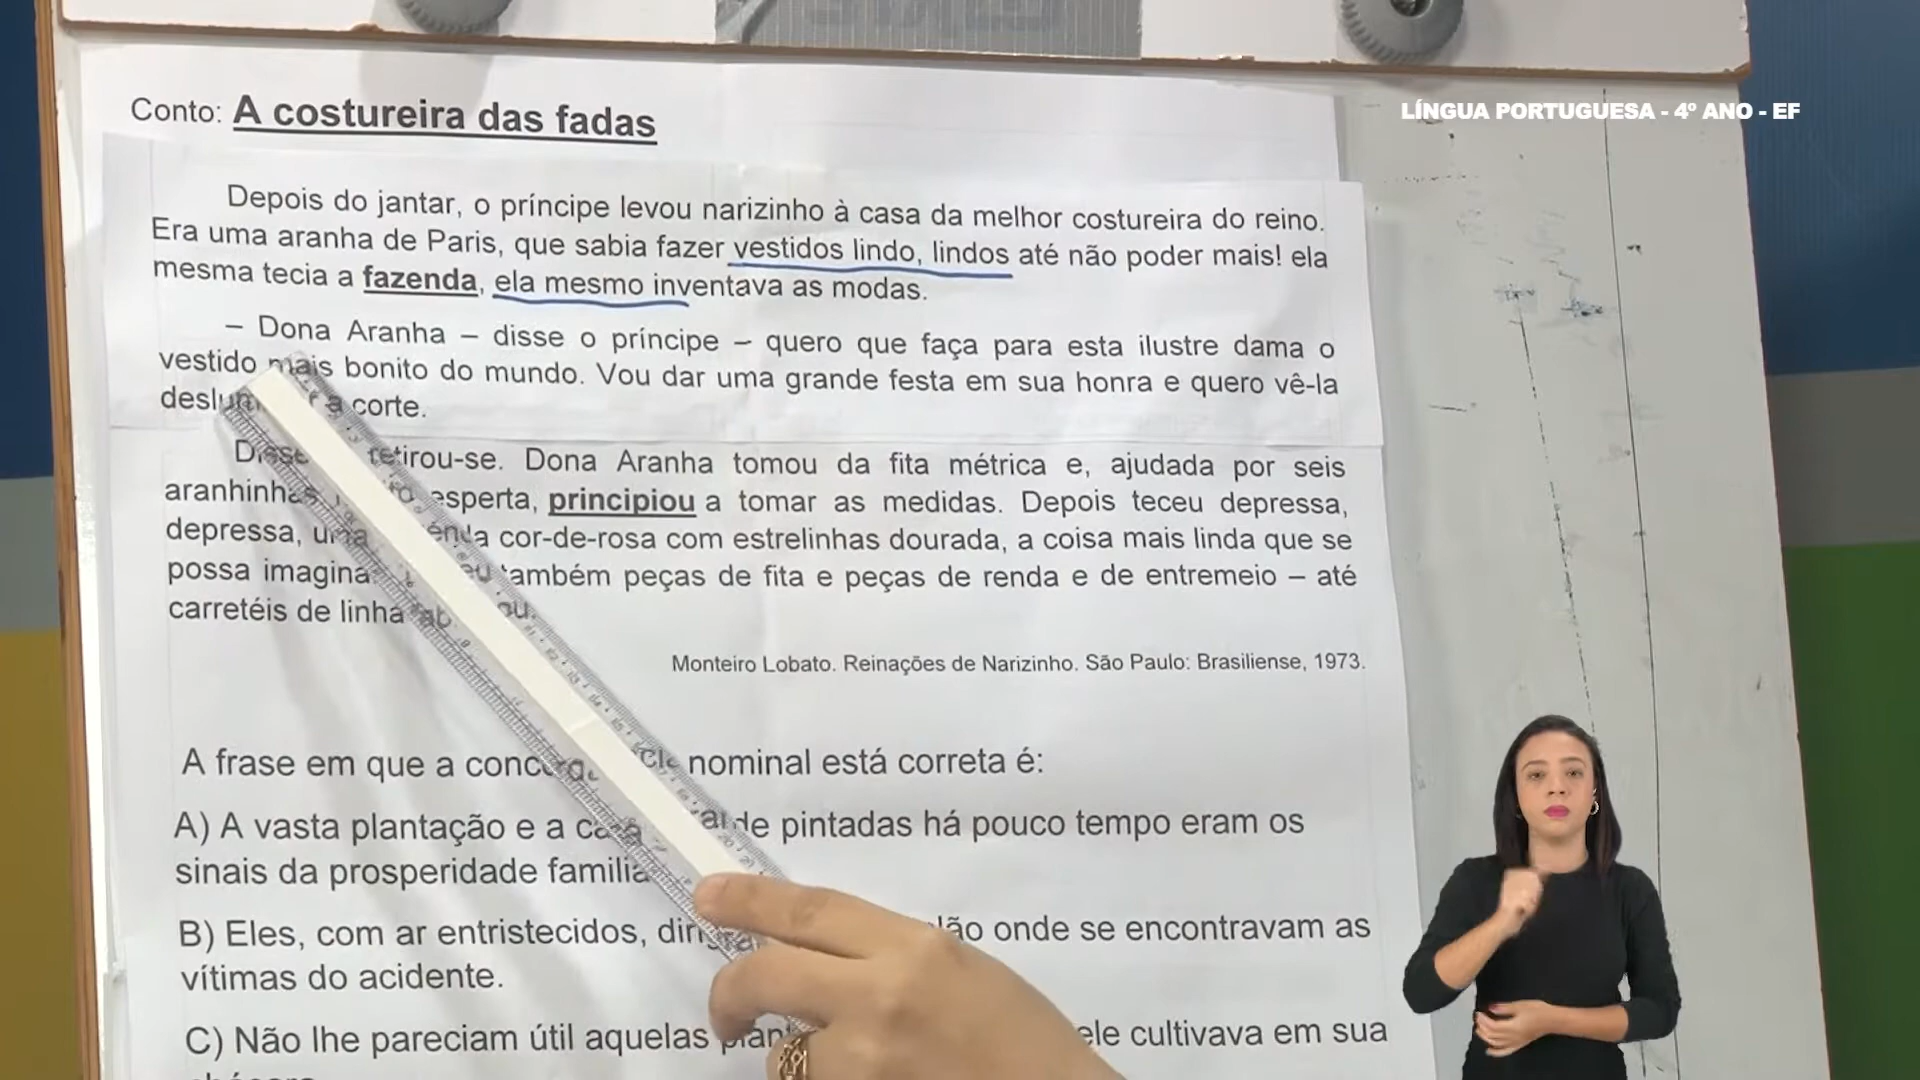 LÍNGUA PORTUGUESA - 4º ANO - EF
Conto: A costureira das fadas
Depois do jantar, o príncipe levou narizinho à casa da melhor costureira do reino.
Era uma aranha de Paris, que sabia fazer vestidos lindo, lindos até não poder mais! ela
mesma tecia a fazenda, ela mesmo inventava as modas.
– Dona Aranha – disse o príncipe – quero que faça para esta ilustre dama o
vestido mais bonito do mundo. Vou dar uma grande festa em sua honra e quero vê-la
a corte.
Disse retirou-se. Dona Aranha tomou da fita métrica e, ajudada por seis
aranhinhas esperta, principiou a tomar as medidas. Depois teceu depressa,
depressa, uma cor-de-rosa com estrelinhas dourada, a coisa mais linda que se
possa também peças de fita e peças de renda e de entremeio – até
carretéis de linha
Monteiro Lobato. Reinações de Narizinho. São Paulo: Brasiliense, 1973.
A frase em que a nominal está correta é:
A) A vasta plantação e a casa pintadas há pouco tempo eram os
sinais da prosperidade
B) Eles, com ar entristecidos, onde se encontravam as
vítimas do acidente.
C) Não lhe pareciam útil aquelas ele cultivava em sua